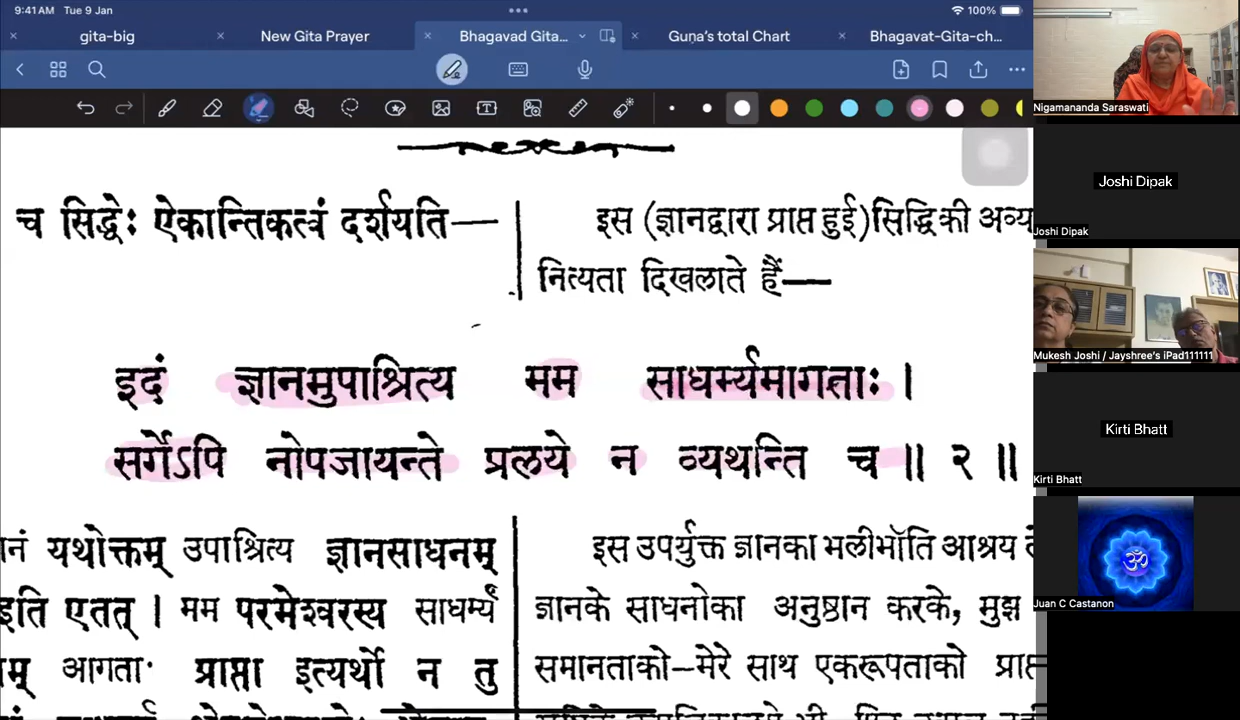 9:41 AM Tue 9 Jan
100%
gita-big
New Gita Prayer
Bhagavad Gita...
Guṇa's total Chart
Bhagavat-Gita-ch...
च सिद्धेः ऐकान्तिकत्वं दर्शयति—
इस (ज्ञानद्वारा प्राप्त हुई)सिद्धिकी अव्य
नित्यता दिखलाते हैं—
इदं ज्ञानमुपाश्रित्य मम साधर्म्यमागताः ।
सर्गेऽपि नोपजायन्ते प्रलये न व्यथन्ति च ॥ २ ॥
नं यथोक्तम् उपाश्रित्य ज्ञानसाधनम्
इति एतत् । मम परमेश्वरस्य साधर्म्यं
म् आगताः प्राप्ता इत्यर्थो न तु
इस उपर्युक्त ज्ञानका भलीभाँति आश्रय
ज्ञानके साधनोका अनुष्ठान करके, मुझ
समानताको—मेरे साथ एकरूपताको प्राप्त
Nigamananda Saraswati
Joshi Dipak
Joshi Dipak
Mukesh Joshi / Jayshree's iPad111111
Kirti Bhatt
Kirti Bhatt
ॐ
Juan C Castanon